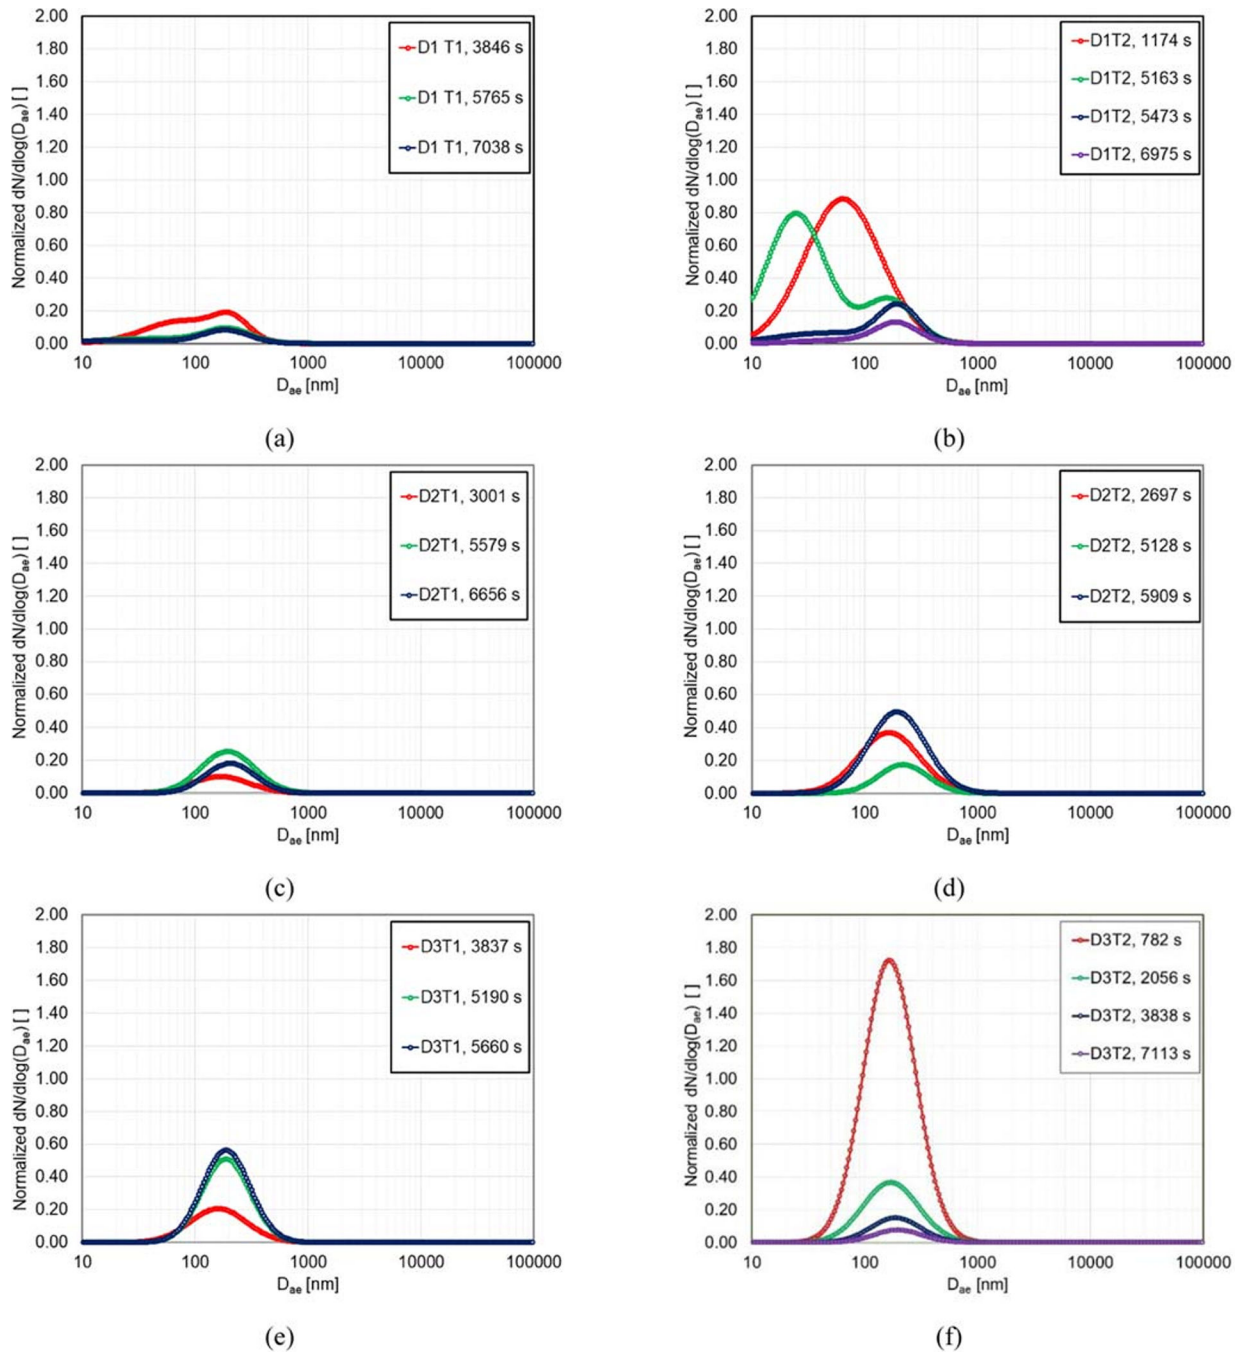 2.00
1.80
1.60
1.40
1.20
1.00
0.80
0.60
0.40
0.20
0.00
Normalized dN/dlog(Dae) [ ]
D1 T1, 3846 s
D1 T1, 5765 s
D1 T1, 7038 s
10 100 1000 10000 100000
Dae [nm]
(a)
2.00
1.80
1.60
1.40
1.20
1.00
0.80
0.60
0.40
0.20
0.00
Normalized dN/dlog(Dae) [ ]
D1T2, 1174 s
D1T2, 5163 s
D1T2, 5473 s
D1T2, 6975 s
10 100 1000 10000 100000
Dae [nm]
(b)
2.00
1.80
1.60
1.40
1.20
1.00
0.80
0.60
0.40
0.20
0.00
Normalized dN/dlog(Dae) [ ]
D2T1, 3001 s
D2T1, 5579 s
D2T1, 6656 s
10 100 1000 10000 100000
Dae [nm]
(c)
2.00
1.80
1.60
1.40
1.20
1.00
0.80
0.60
0.40
0.20
0.00
Normalized dN/dlog(Dae) [ ]
D2T2, 2697 s
D2T2, 5128 s
D2T2, 5909 s
10 100 1000 10000 100000
Dae [nm]
(d)
2.00
1.80
1.60
1.40
1.20
1.00
0.80
0.60
0.40
0.20
0.00
Normalized dN/dlog(Dae) [ ]
D3T1, 3837 s
D3T1, 5190 s
D3T1, 5660 s
10 100 1000 10000 100000
Dae [nm]
(e)
2.00
1.80
1.60
1.40
1.20
1.00
0.80
0.60
0.40
0.20
0.00
Normalized dN/dlog(Dae) [ ]
D3T2, 782 s
D3T2, 2056 s
D3T2, 3838 s
D3T2, 7113 s
10 100 1000 10000 100000
Dae [nm]
(f)